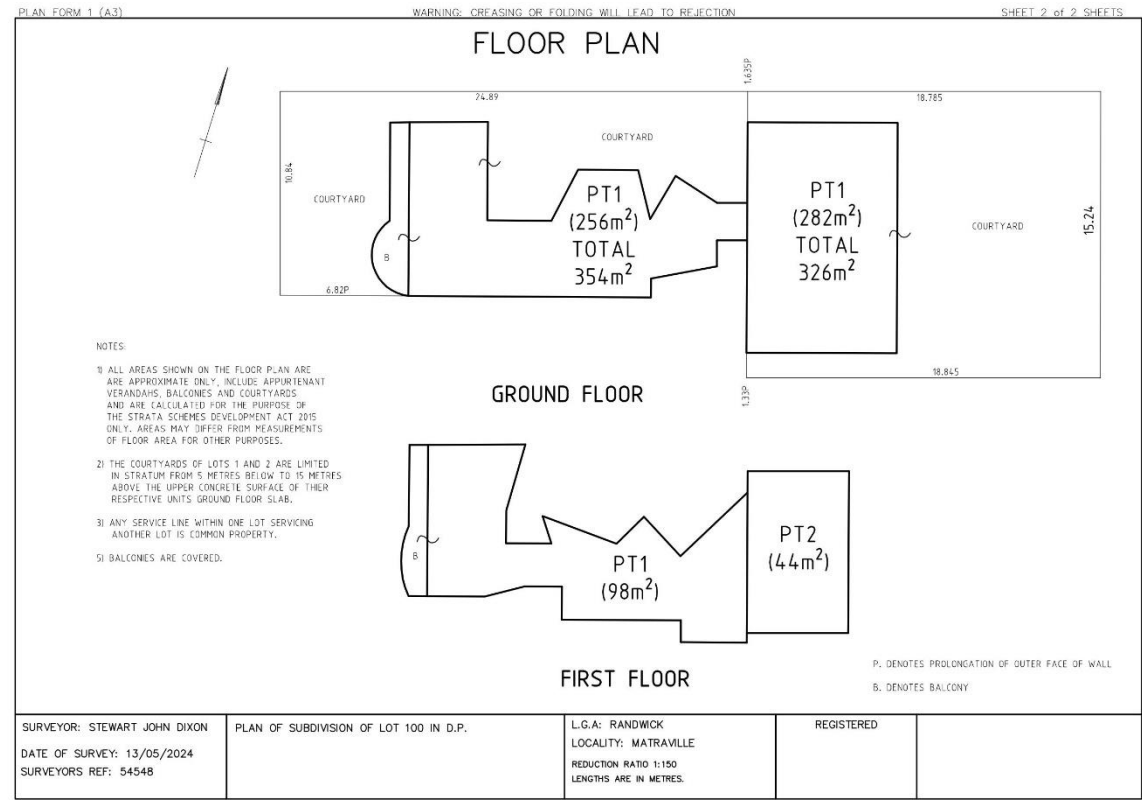 PLAN FORM 1 (A3)
WARNING: CREASING OR FOLDING WILL LEAD TO REJECTION
SHEET 2 of 2 SHEETS
FLOOR PLAN
1.635P
24.89
18.785
COURTYARD
10.84
COURTYARD
PT1
(256m²)
TOTAL
354m²
PT1
(282m²)
TOTAL
326m²
COURTYARD
15.24
B
6.82P
NOTES:
1) ALL AREAS SHOWN ON THE FLOOR PLAN ARE
ARE APPROXIMATE ONLY, INCLUDE APPURTENANT
VERANDAHS, BALCONIES AND COURTYARDS
AND ARE CALCULATED FOR THE PURPOSE OF
THE STRATA SCHEMES DEVELOPMENT ACT 2015
ONLY. AREAS MAY DIFFER FROM MEASUREMENTS
OF FLOOR AREA FOR OTHER PURPOSES.
2) THE COURTYARDS OF LOTS 1 AND 2 ARE LIMITED
IN STRATUM FROM 5 METRES BELOW TO 15 METRES
ABOVE THE UPPER CONCRETE SURFACE OF THIER
RESPECTIVE UNITS GROUND FLOOR SLAB.
3) ANY SERVICE LINE WITHIN ONE LOT SERVICING
ANOTHER LOT IS COMMON PROPERTY.
5) BALCONIES ARE COVERED.
18.845
1.33P
GROUND FLOOR
B
PT1
(98m²)
PT2
(44m²)
FIRST FLOOR
P. DENOTES PROLONGATION OF OUTER FACE OF WALL
B. DENOTES BALCONY
SURVEYOR: STEWART JOHN DIXON
DATE OF SURVEY: 13/05/2024
SURVEYORS REF: 54548
PLAN OF SUBDIVISION OF LOT 100 IN D.P.
L.G.A: RANDWICK
LOCALITY: MATRAVILLE
REDUCTION RATIO 1:150
LENGTHS ARE IN METRES.
REGISTERED